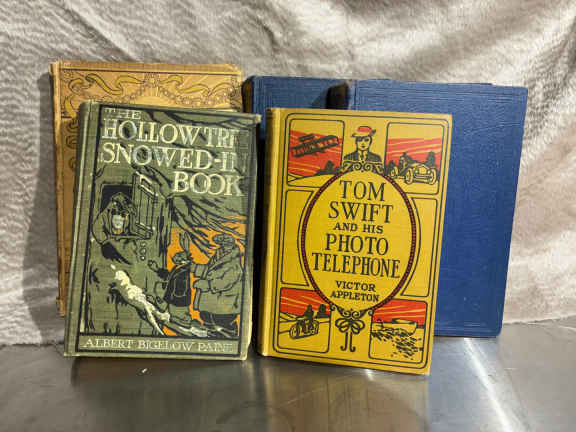 THE
HOLLOW TREE
SNOWED-IN
BOOK
ALBERT BIGELOW PAINE
TOM
SWIFT
AND HIS
PHOTO
TELEPHONE
VICTOR
APPLETON